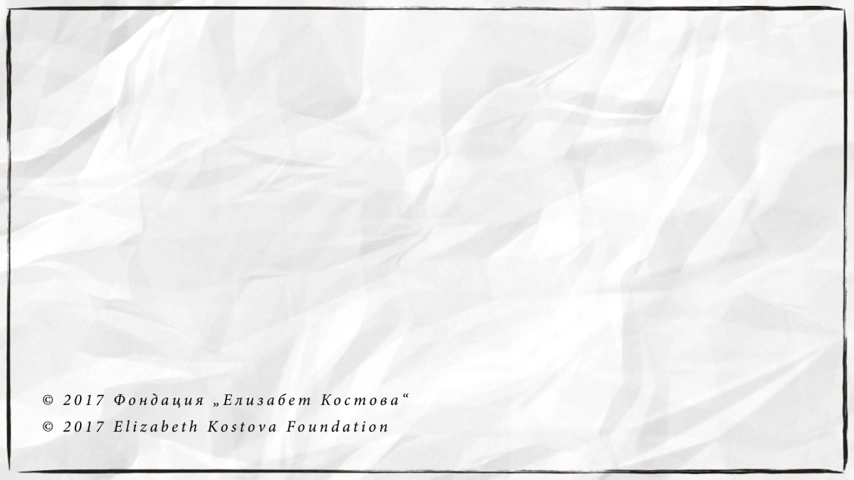 © 2017 Фондация „Елизабет Костова“
© 2017 Elizabeth Kostova Foundation